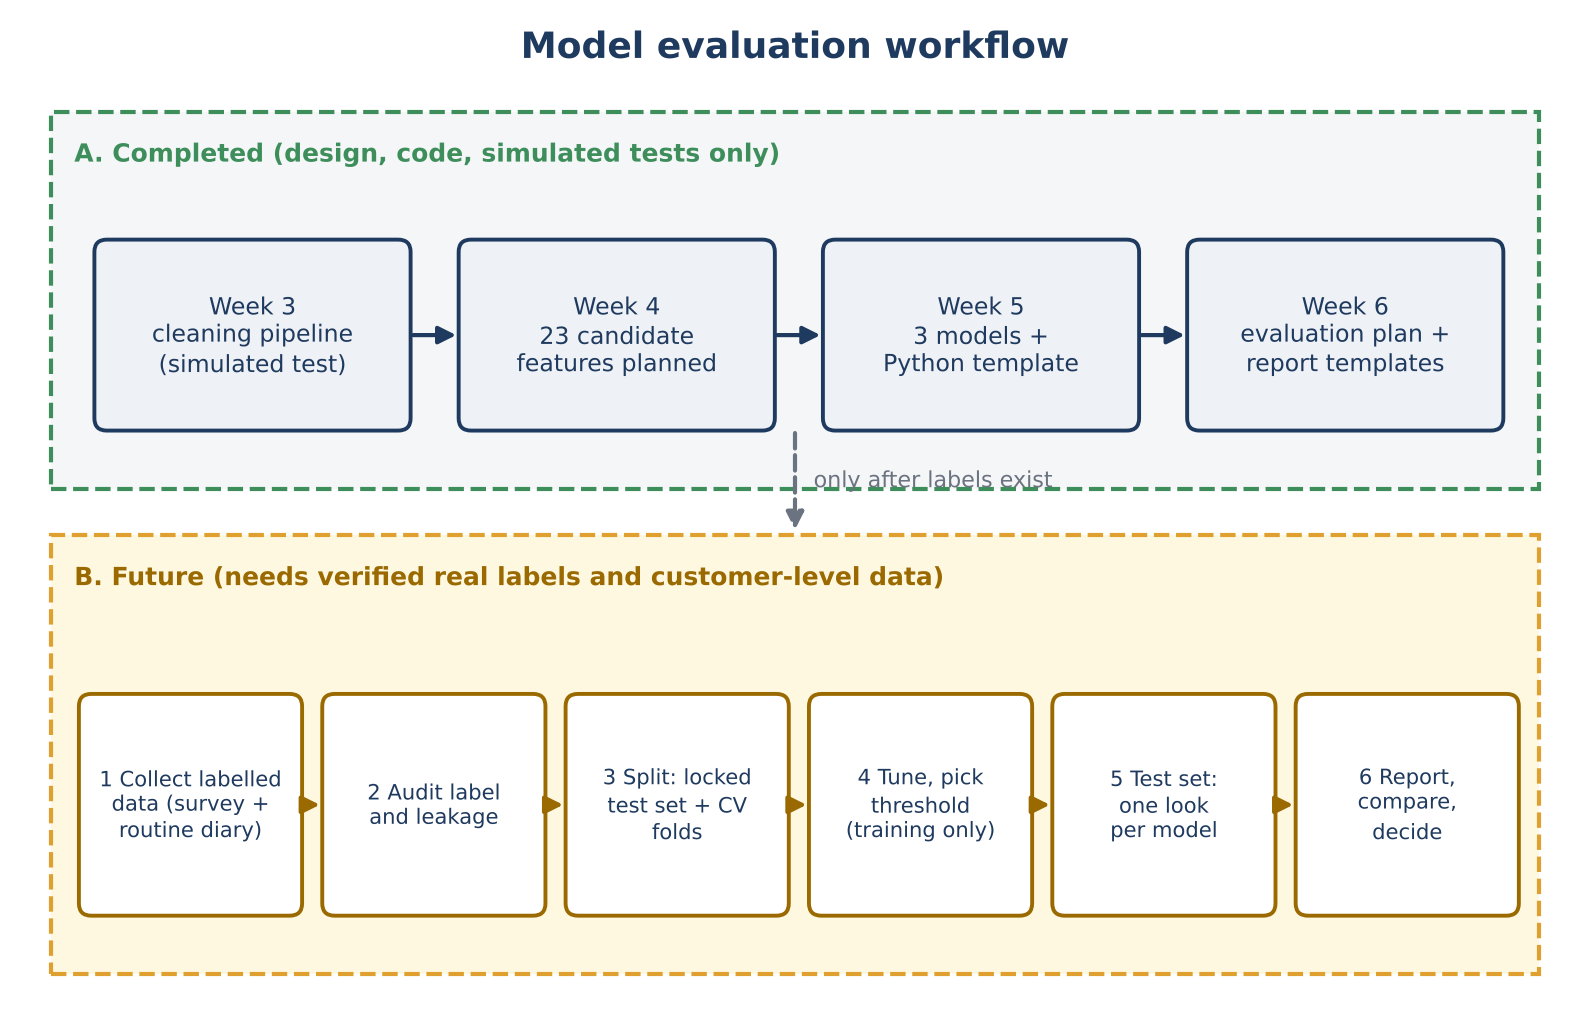 Model evaluation workflow
A. Completed (design, code, simulated tests only)
Week 3
cleaning pipeline
(simulated test)
Week 4
23 candidate
features planned
Week 5
3 models +
Python template
Week 6
evaluation plan +
report templates
only after labels exist
B. Future (needs verified real labels and customer-level data)
1 Collect labelled
data (survey +
routine diary)
2 Audit label
and leakage
3 Split: locked
test set + CV
folds
4 Tune, pick
threshold
(training only)
5 Test set:
one look
per model
6 Report,
compare,
decide